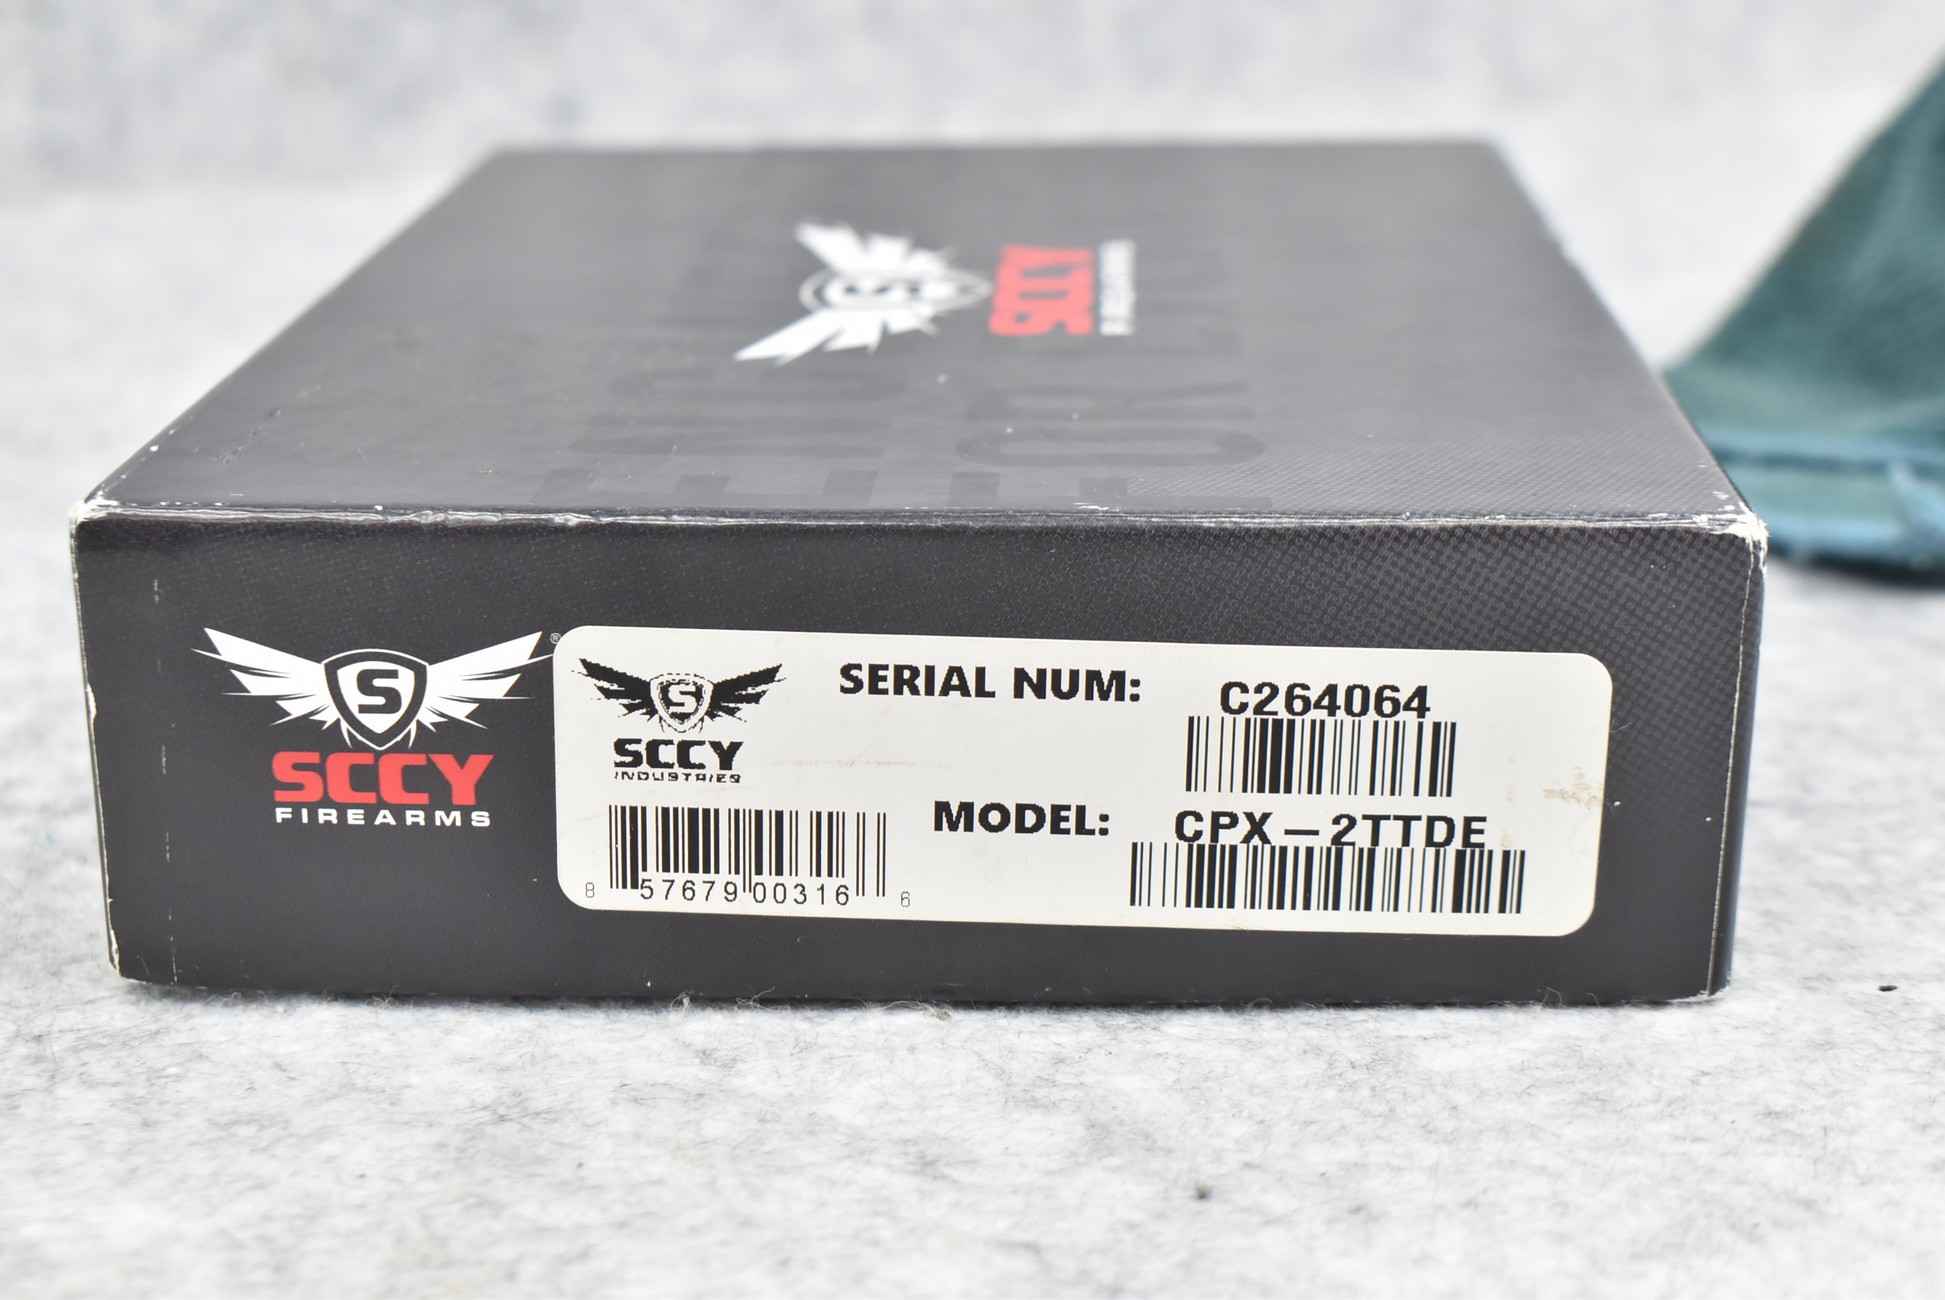 SCCY
S
®
SCCY
FIREARMS
S
SCCY
INDUSTRIES
SERIAL NUM:
C264064
MODEL:
CPX-2TTDE
8 57679 00316 6